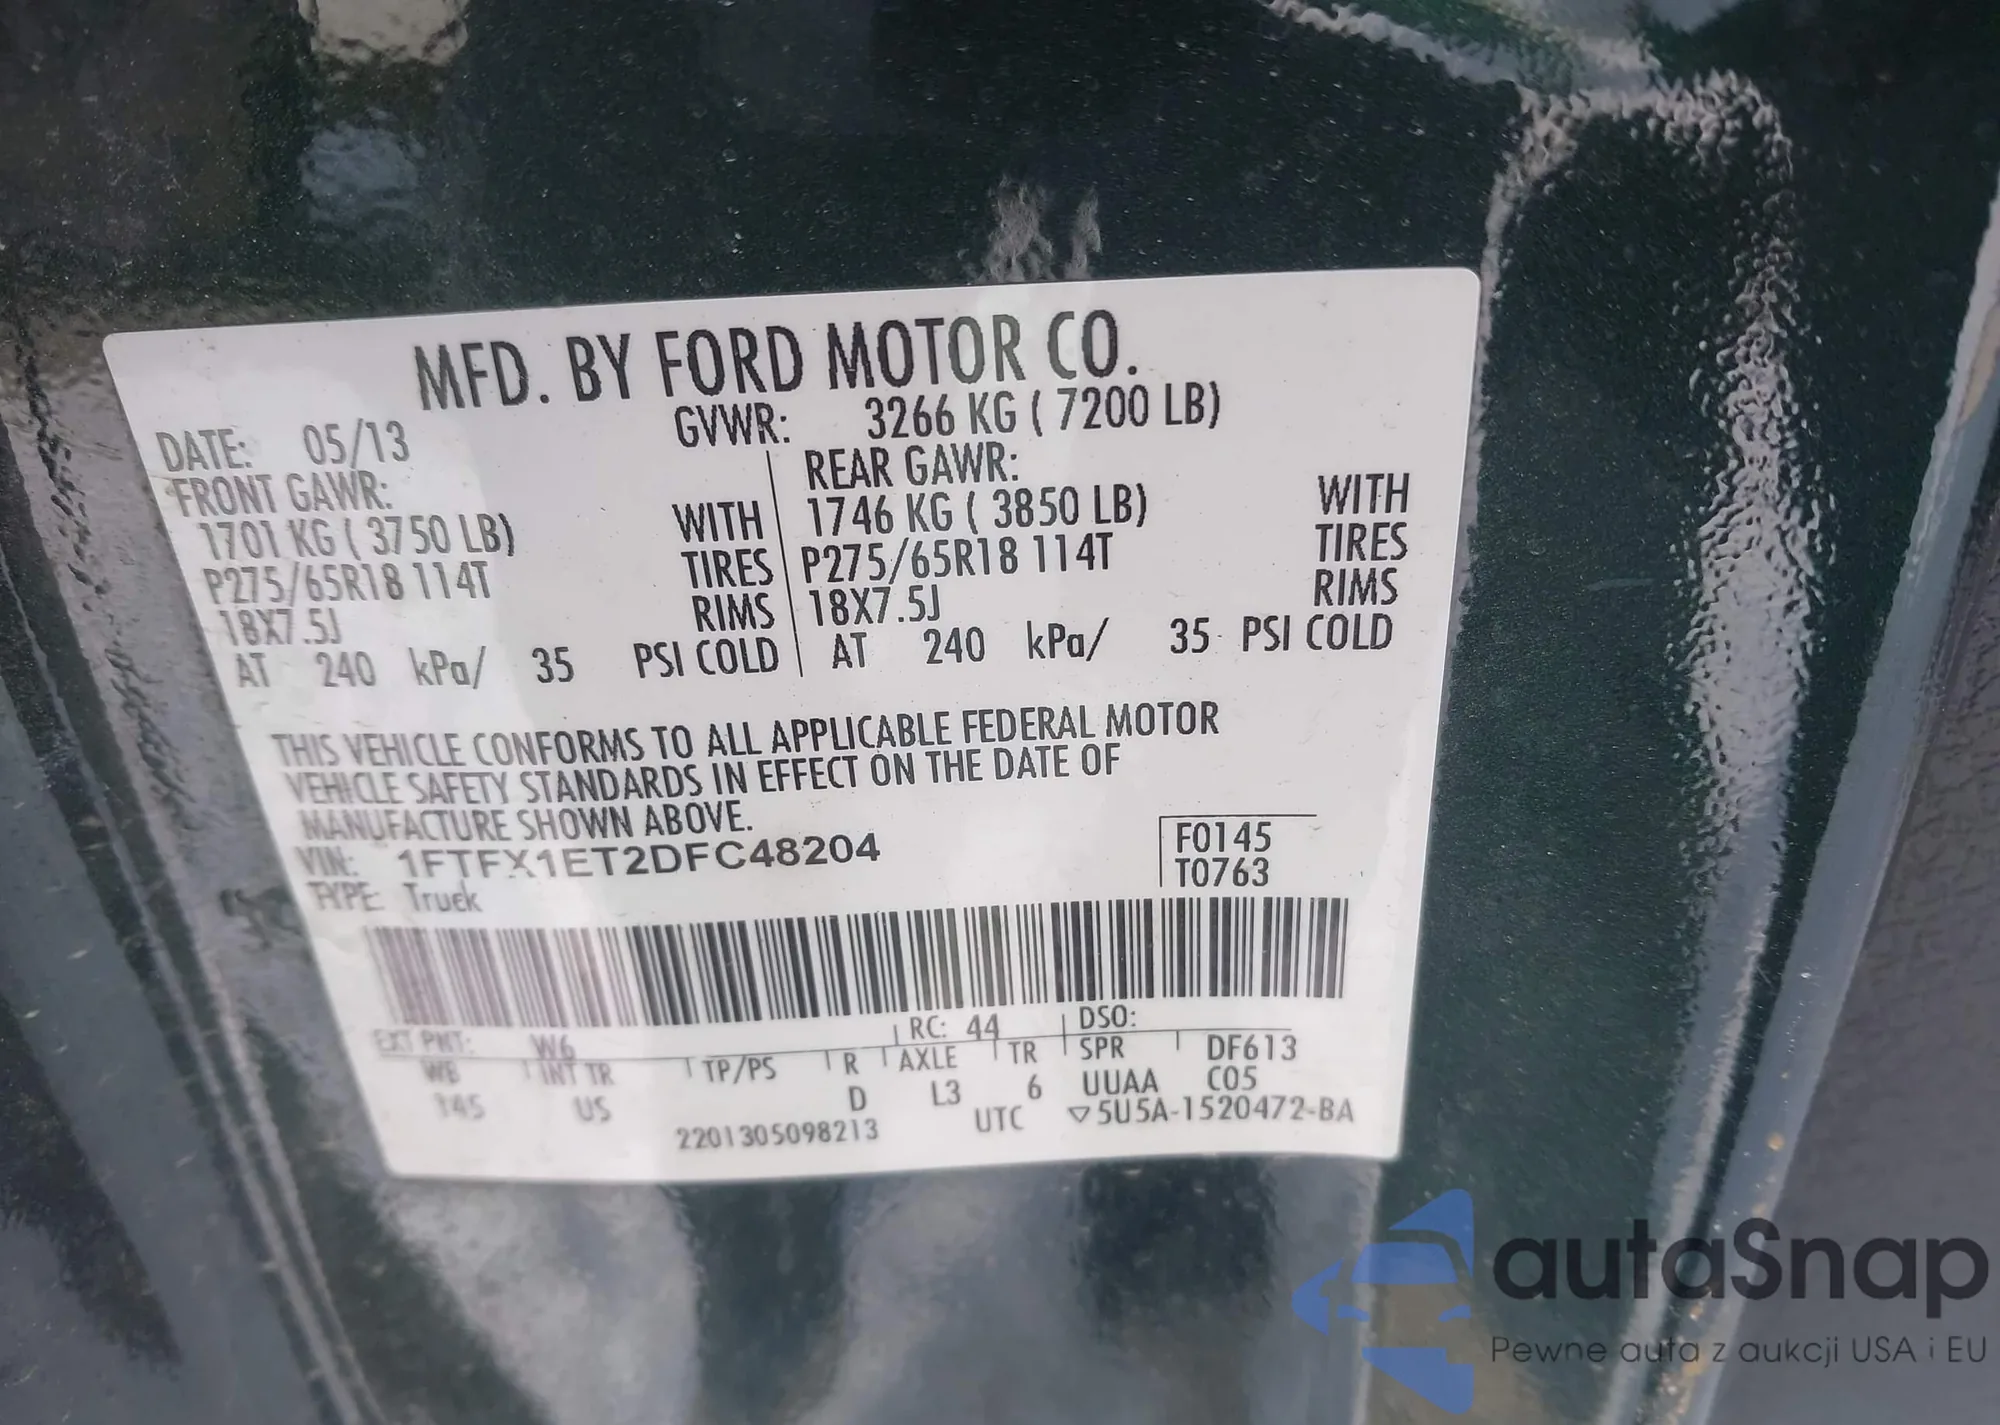 MFD. BY FORD MOTOR CO.
DATE: 05/13 GVWR: 3266 KG ( 7200 LB)
FRONT GAWR: REAR GAWR:
1701 KG ( 3750 LB) WITH 1746 KG ( 3850 LB) WITH
P275/65R18 114T TIRES P275/65R18 114T TIRES
18X7.5J RIMS 18X7.5J RIMS
AT 240 kPa/ 35 PSI COLD AT 240 kPa/ 35 PSI COLD
THIS VEHICLE CONFORMS TO ALL APPLICABLE FEDERAL MOTOR
VEHICLE SAFETY STANDARDS IN EFFECT ON THE DATE OF
MANUFACTURE SHOWN ABOVE.
VIN: 1FTFX1ET2DFC48204 F0145
TYPE: Truck T0763
EXT PNT: W6 RC: 44 DSO:
WB INT TR TP/PS R AXLE TR SPR DF613
145 US D L3 6 UUAA C05
2201305098213 UTC ▽5U5A-1520472-BA
autaSnap
Pewne auta z aukcji USA i EU